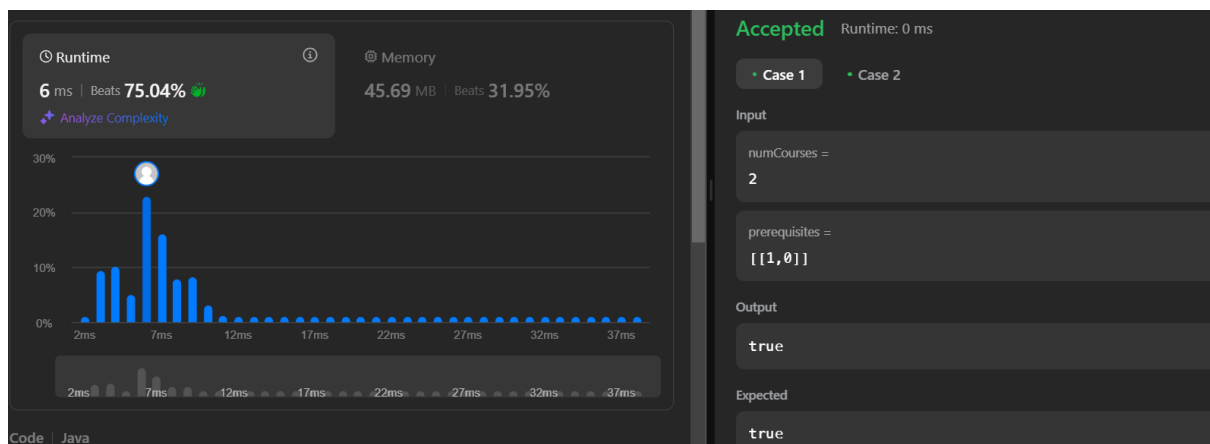 Runtime
6 ms | Beats 75.04%
Analyze Complexity
Memory
45.69 MB | Beats 31.95%
30%
20%
10%
0%
2ms 7ms 12ms 17ms 22ms 27ms 32ms 37ms
2ms 7ms 12ms 17ms 22ms 27ms 32ms 37ms
Code | Java
Accepted Runtime: 0 ms
• Case 1 • Case 2
Input
numCourses =
2
prerequisites =
[[1,0]]
Output
true
Expected
true